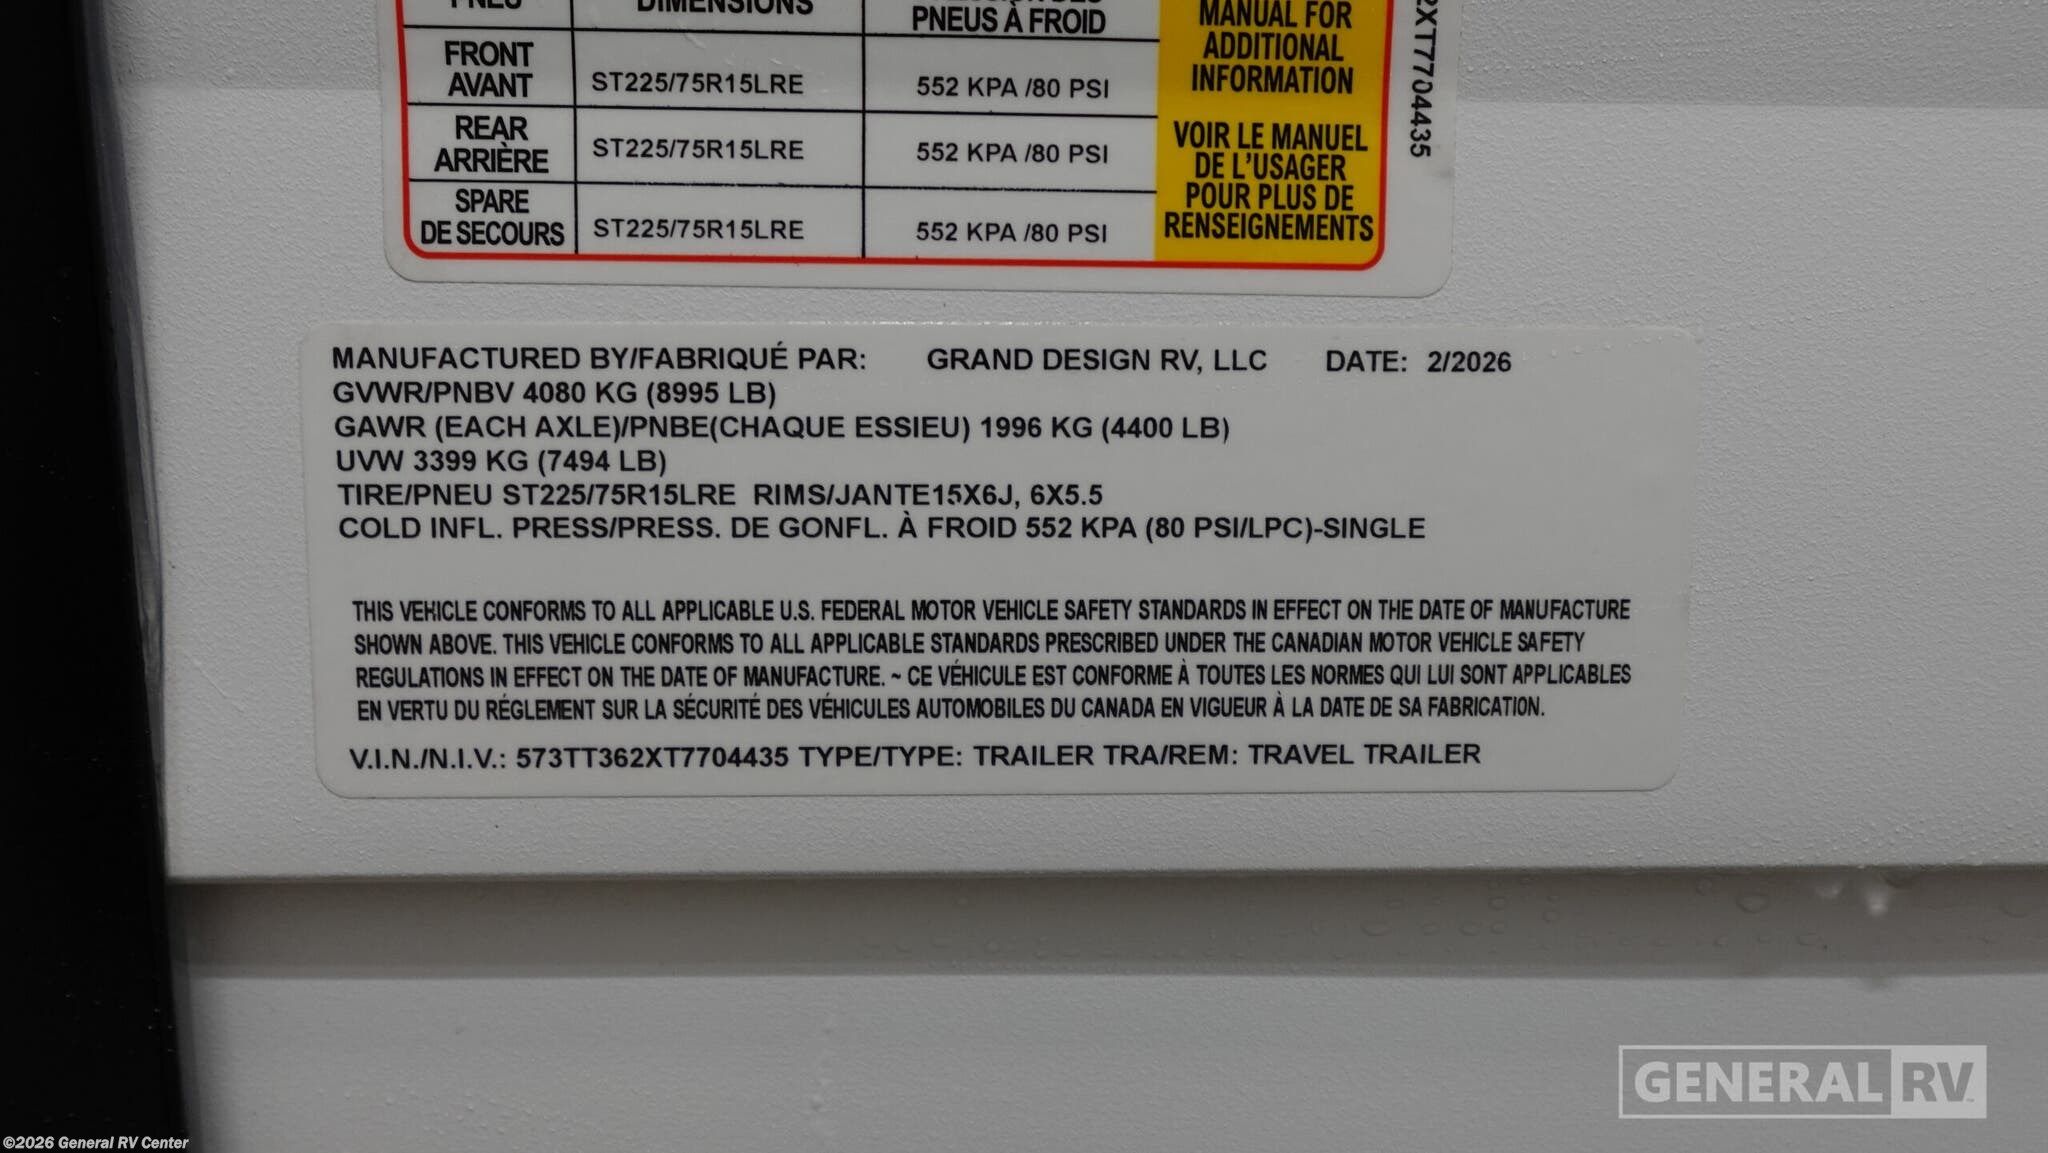 PNEU DIMENSIONS
PNEUS À FROID
MANUAL FOR
ADDITIONAL
INFORMATION
FRONT
AVANT ST225/75R15LRE 552 KPA /80 PSI
REAR
ARRIÈRE ST225/75R15LRE 552 KPA /80 PSI
SPARE
DE SECOURS ST225/75R15LRE 552 KPA /80 PSI
VOIR LE MANUEL
DE L'USAGER
POUR PLUS DE
RENSEIGNEMENTS
2XT7704435
MANUFACTURED BY/FABRIQUÉ PAR: GRAND DESIGN RV, LLC DATE: 2/2026
GVWR/PNBV 4080 KG (8995 LB)
GAWR (EACH AXLE)/PNBE(CHAQUE ESSIEU) 1996 KG (4400 LB)
UVW 3399 KG (7494 LB)
TIRE/PNEU ST225/75R15LRE RIMS/JANTE15X6J, 6X5.5
COLD INFL. PRESS/PRESS. DE GONFL. À FROID 552 KPA (80 PSI/LPC)-SINGLE
THIS VEHICLE CONFORMS TO ALL APPLICABLE U.S. FEDERAL MOTOR VEHICLE SAFETY STANDARDS IN EFFECT ON THE DATE OF MANUFACTURE
SHOWN ABOVE. THIS VEHICLE CONFORMS TO ALL APPLICABLE STANDARDS PRESCRIBED UNDER THE CANADIAN MOTOR VEHICLE SAFETY
REGULATIONS IN EFFECT ON THE DATE OF MANUFACTURE. ~ CE VÉHICULE EST CONFORME À TOUTES LES NORMES QUI LUI SONT APPLICABLES
EN VERTU DU RÉGLEMENT SUR LA SÉCURITÉ DES VÉHICULES AUTOMOBILES DU CANADA EN VIGUEUR À LA DATE DE SA FABRICATION.
V.I.N./N.I.V.: 573TT362XT7704435 TYPE/TYPE: TRAILER TRA/REM: TRAVEL TRAILER
GENERAL RV
©2026 General RV Center